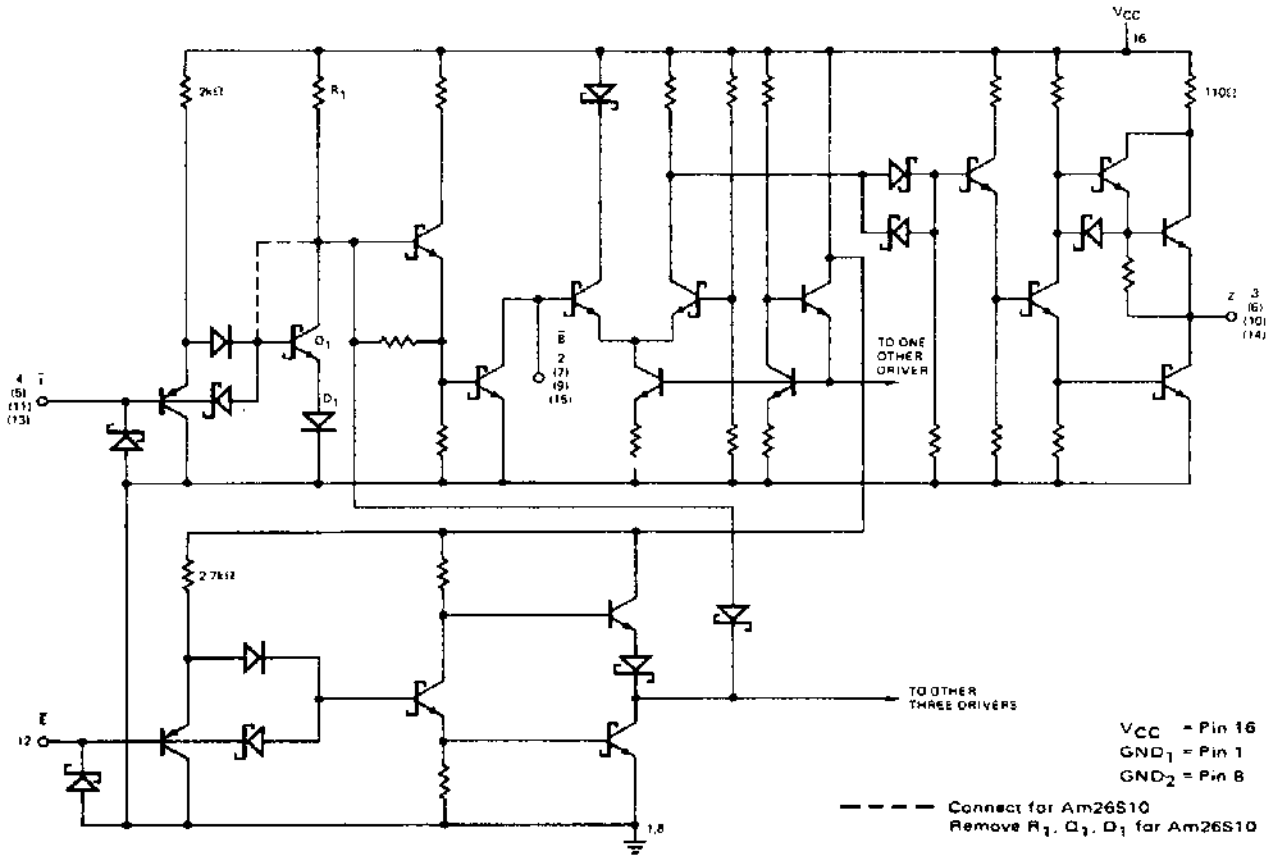 VCC
16
2kΩ
R1
110Ω
Q1
D1
4
(5)
(11)
(13)
B
2
(7)
(9)
(15)
TO ONE
OTHER
DRIVER
Z
3
(6)
(10)
(14)
2.7kΩ
E
12
TO OTHER
THREE DRIVERS
1,8
VCC = Pin 16
GND1 = Pin 1
GND2 = Pin 8
Connect for Am26S10
Remove R1, Q1, D1 for Am26S10